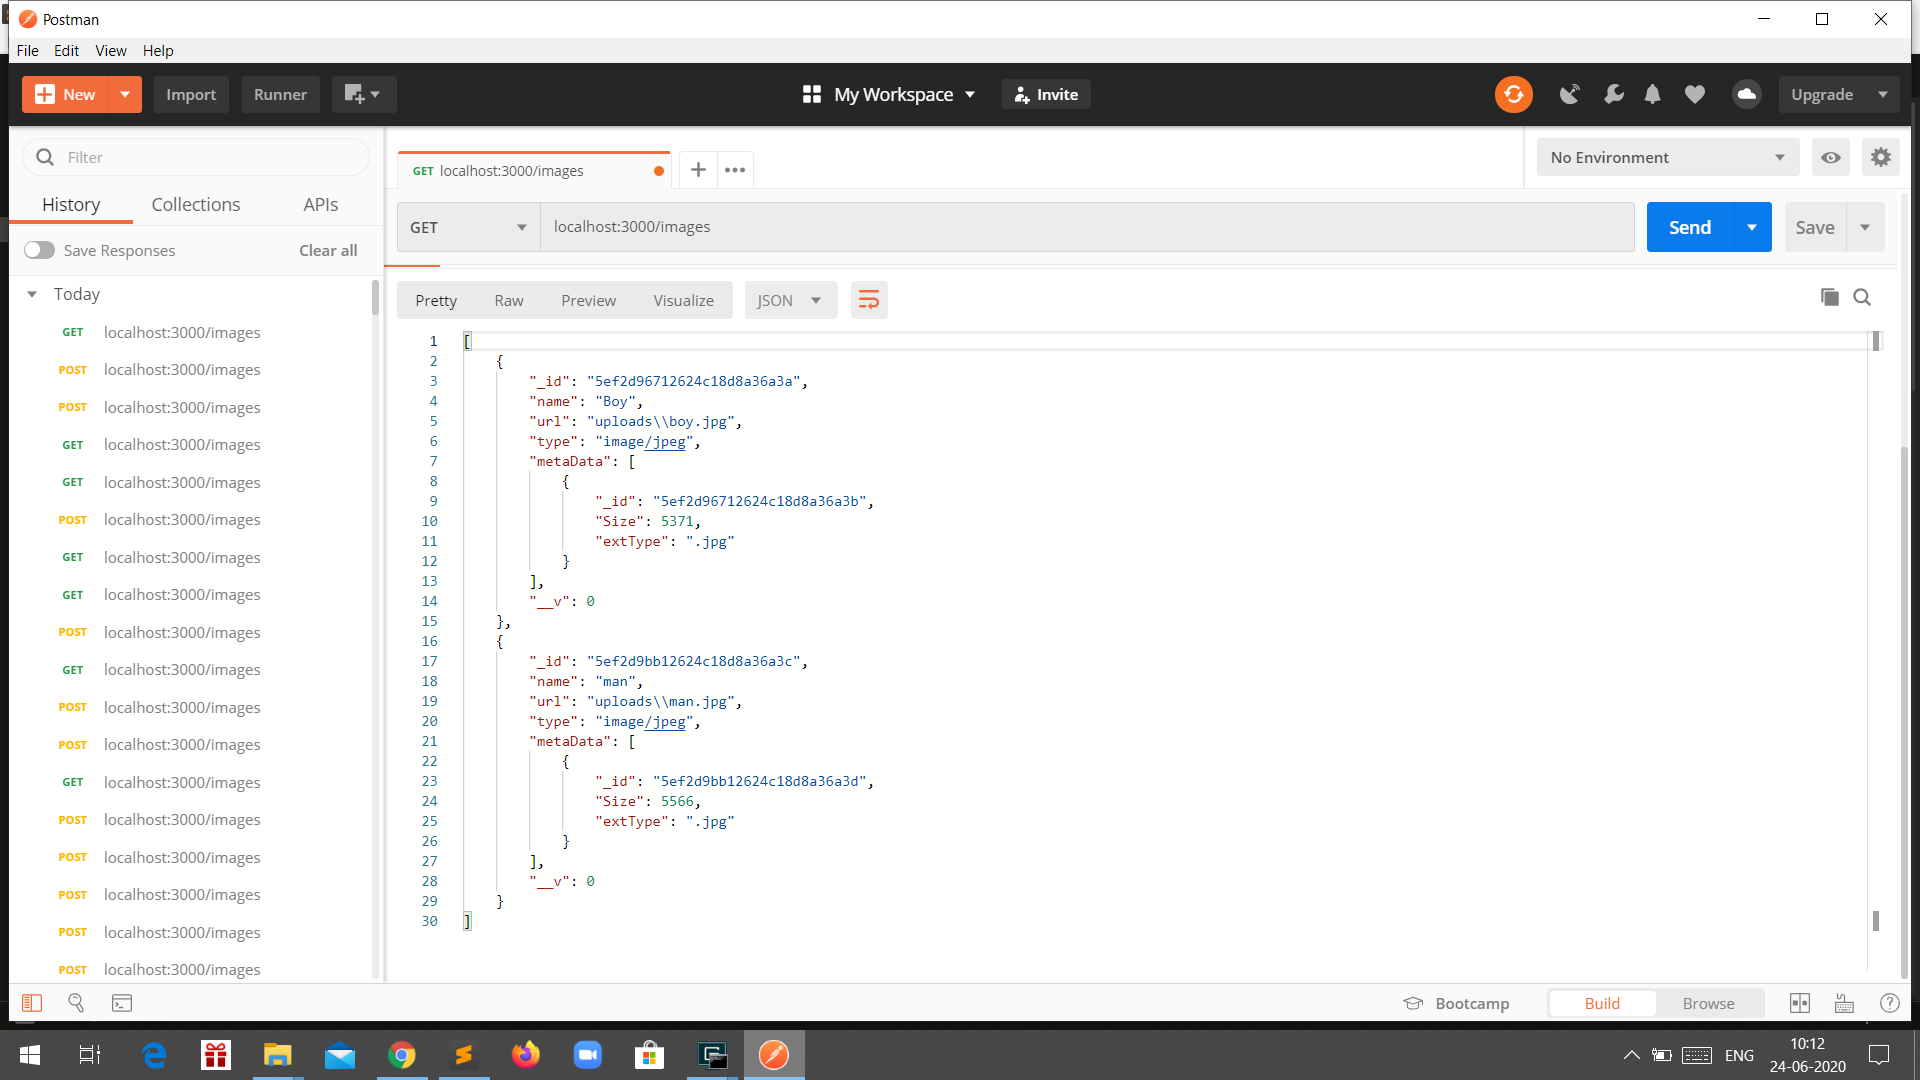 Postman
File Edit View Help
New Import Runner My Workspace Invite Upgrade
Filter
History Collections APIs
Save Responses Clear all
Today
GET localhost:3000/images
POST localhost:3000/images
POST localhost:3000/images
GET localhost:3000/images
GET localhost:3000/images
POST localhost:3000/images
GET localhost:3000/images
GET localhost:3000/images
POST localhost:3000/images
GET localhost:3000/images
POST localhost:3000/images
POST localhost:3000/images
GET localhost:3000/images
POST localhost:3000/images
POST localhost:3000/images
POST localhost:3000/images
POST localhost:3000/images
POST localhost:3000/images
GET localhost:3000/images
No Environment
GET localhost:3000/images Send Save
Pretty Raw Preview Visualize JSON
1 [
2 {
3 "_id": "5ef2d96712624c18d8a36a3a",
4 "name": "Boy",
5 "url": "uploads\\boy.jpg",
6 "type": "image/jpeg",
7 "metaData": [
8 {
9 "_id": "5ef2d96712624c18d8a36a3b",
10 "Size": 5371,
11 "extType": ".jpg"
12 }
13 ],
14 "__v": 0
15 },
16 {
17 "_id": "5ef2d9bb12624c18d8a36a3c",
18 "name": "man",
19 "url": "uploads\\man.jpg",
20 "type": "image/jpeg",
21 "metaData": [
22 {
23 "_id": "5ef2d9bb12624c18d8a36a3d",
24 "Size": 5566,
25 "extType": ".jpg"
26 }
27 ],
28 "__v": 0
29 }
30 ]
Bootcamp Build Browse
ENG
10:12
24-06-2020